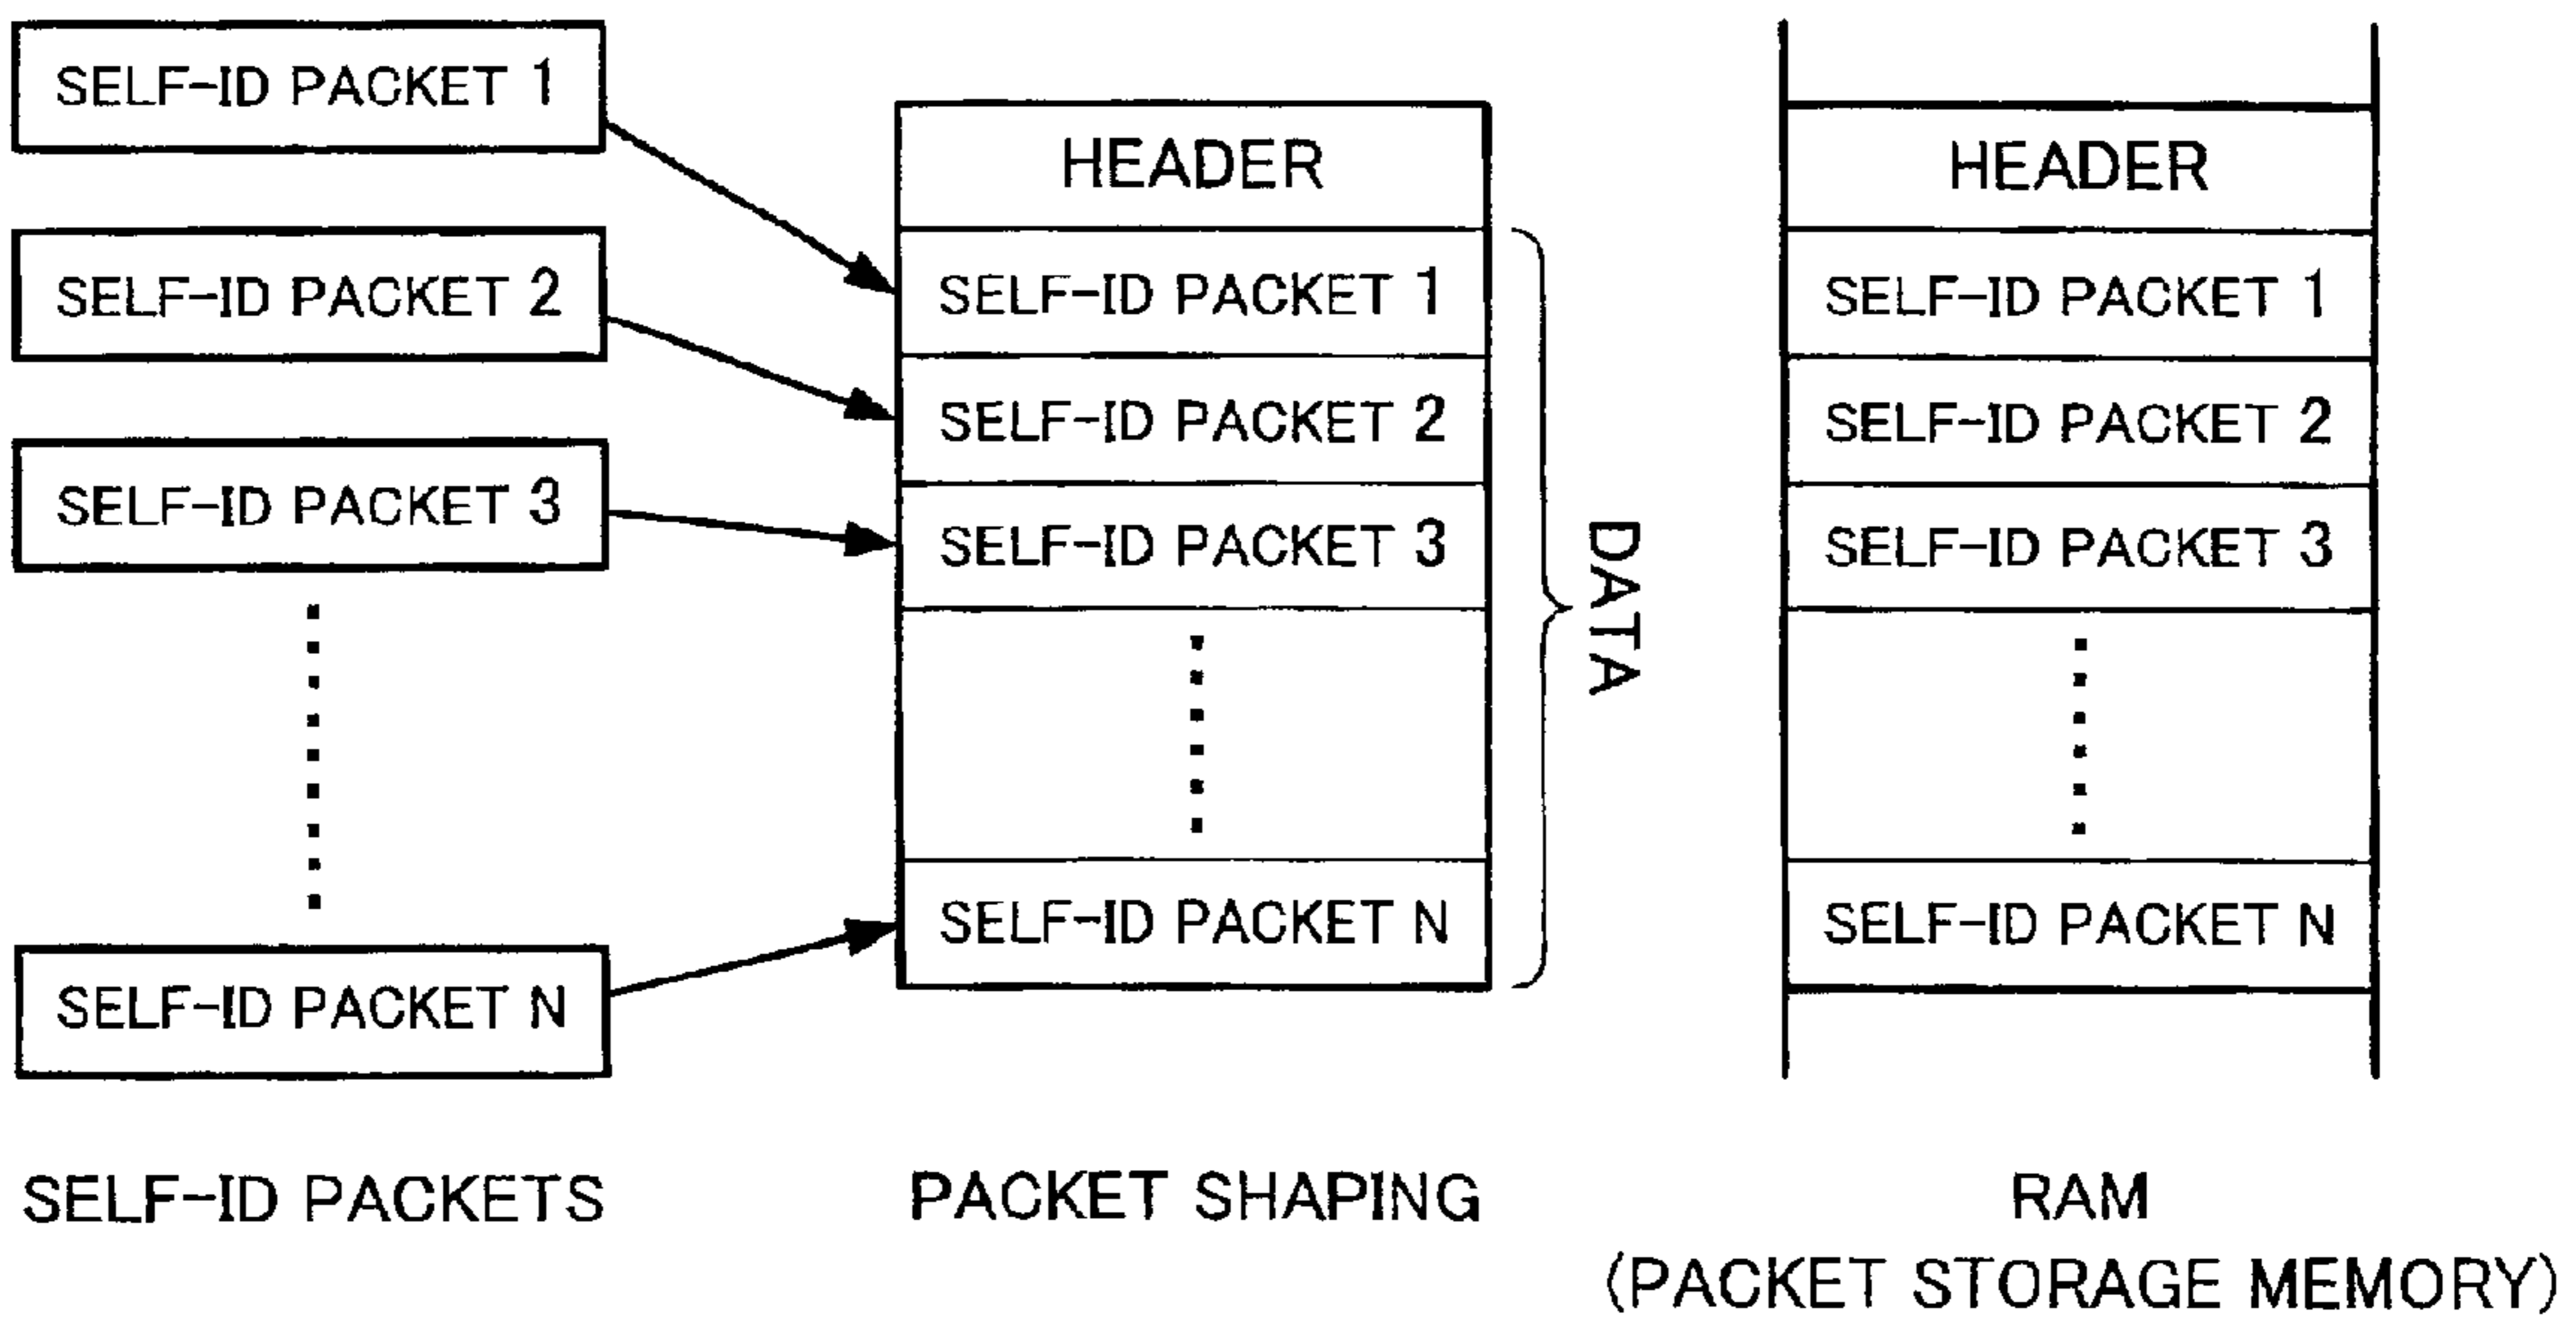 SELF-ID PACKET 1
SELF-ID PACKET 2
SELF-ID PACKET 3
SELF-ID PACKET N
SELF-ID PACKETS
HEADER
SELF-ID PACKET 1
SELF-ID PACKET 2
SELF-ID PACKET 3
SELF-ID PACKET N
DATA
PACKET SHAPING
HEADER
SELF-ID PACKET 1
SELF-ID PACKET 2
SELF-ID PACKET 3
SELF-ID PACKET N
RAM
(PACKET STORAGE MEMORY)